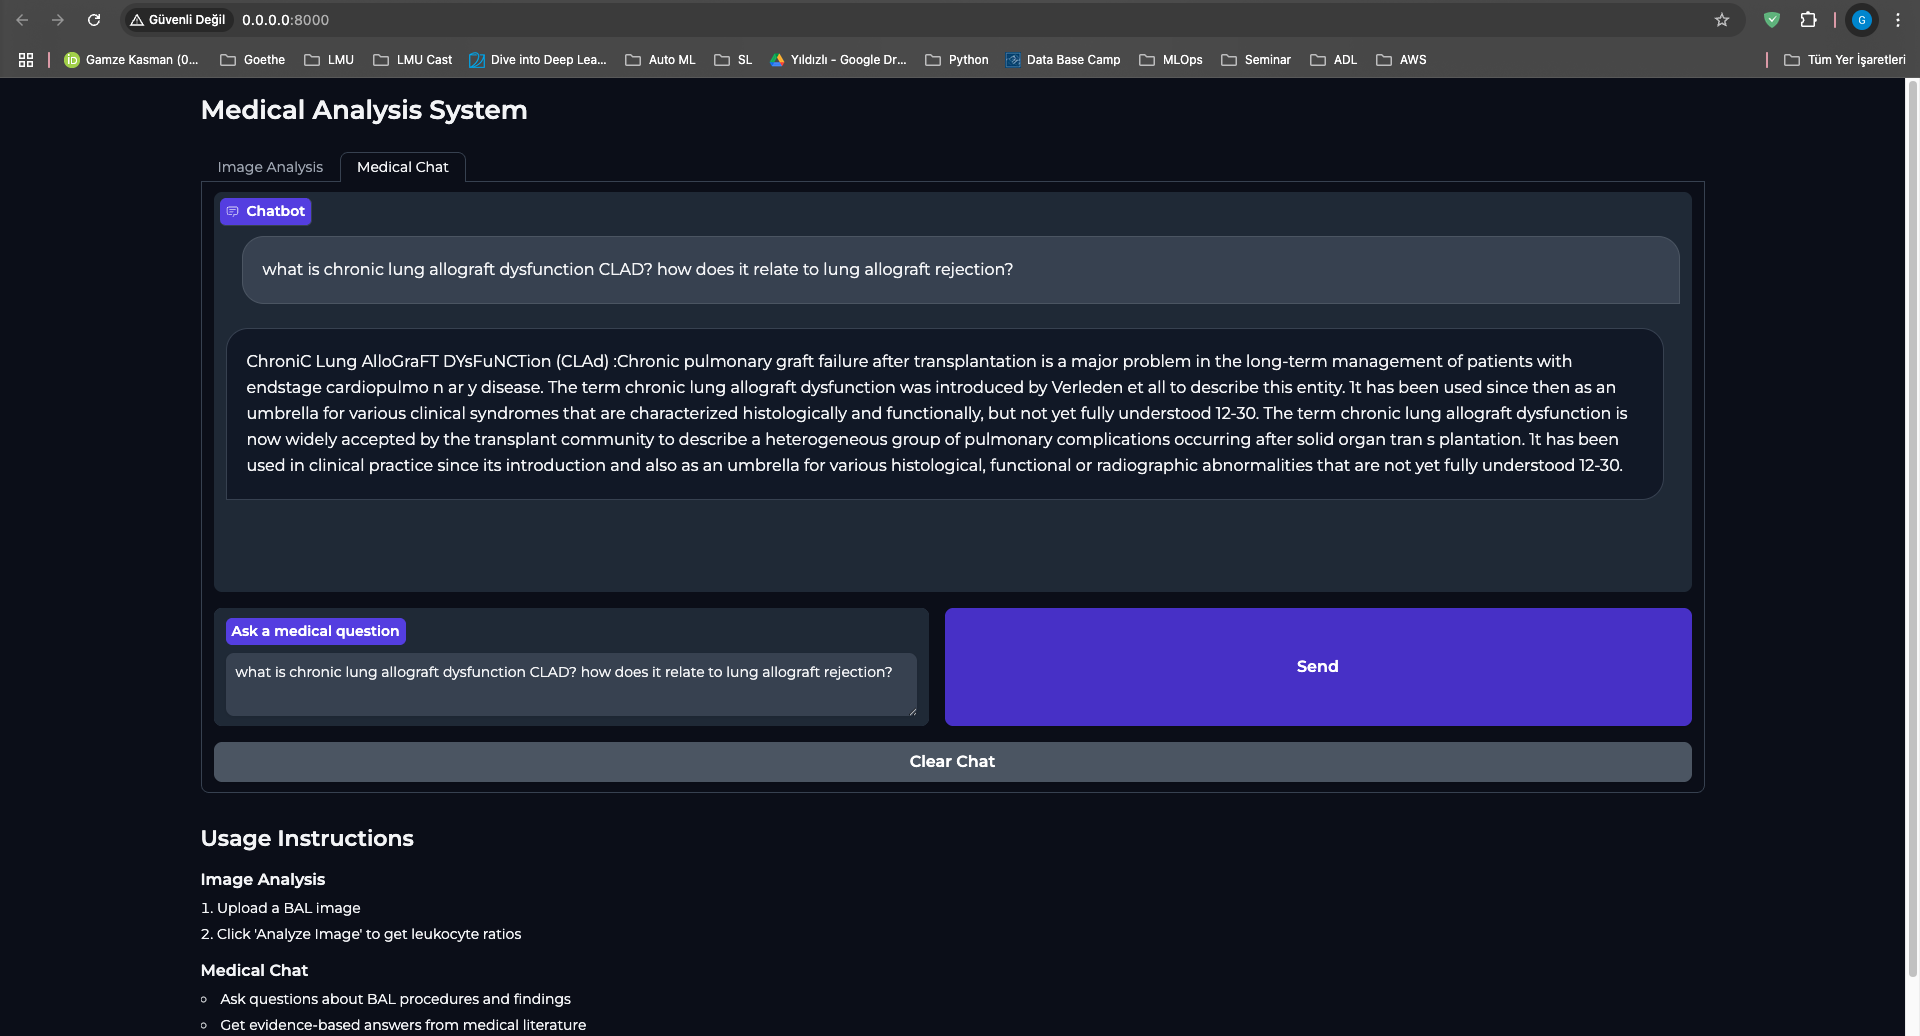 Güvenli Değil 0.0.0.0:8000 G
Gamze Kasman (0... Goethe LMU LMU Cast Dive into Deep Lea... Auto ML SL Yıldızlı - Google Dr... Python Data Base Camp MLOps Seminar ADL AWS Tüm Yer İşaretleri
Medical Analysis System
Image Analysis Medical Chat
Chatbot
what is chronic lung allograft dysfunction CLAD? how does it relate to lung allograft rejection?
ChroniC Lung AlloGraFT DYsFuNCTion (CLAd) :Chronic pulmonary graft failure after transplantation is a major problem in the long-term management of patients with
endstage cardiopulmo n ar y disease. The term chronic lung allograft dysfunction was introduced by Verleden et all to describe this entity. 1t has been used since then as an
umbrella for various clinical syndromes that are characterized histologically and functionally, but not yet fully understood 12-30. The term chronic lung allograft dysfunction is
now widely accepted by the transplant community to describe a heterogeneous group of pulmonary complications occurring after solid organ tran s plantation. 1t has been
used in clinical practice since its introduction and also as an umbrella for various histological, functional or radiographic abnormalities that are not yet fully understood 12-30.
Ask a medical question
what is chronic lung allograft dysfunction CLAD? how does it relate to lung allograft rejection?
Send
Clear Chat
Usage Instructions
Image Analysis
1. Upload a BAL image
2. Click 'Analyze Image' to get leukocyte ratios
Medical Chat
Ask questions about BAL procedures and findings
Get evidence-based answers from medical literature